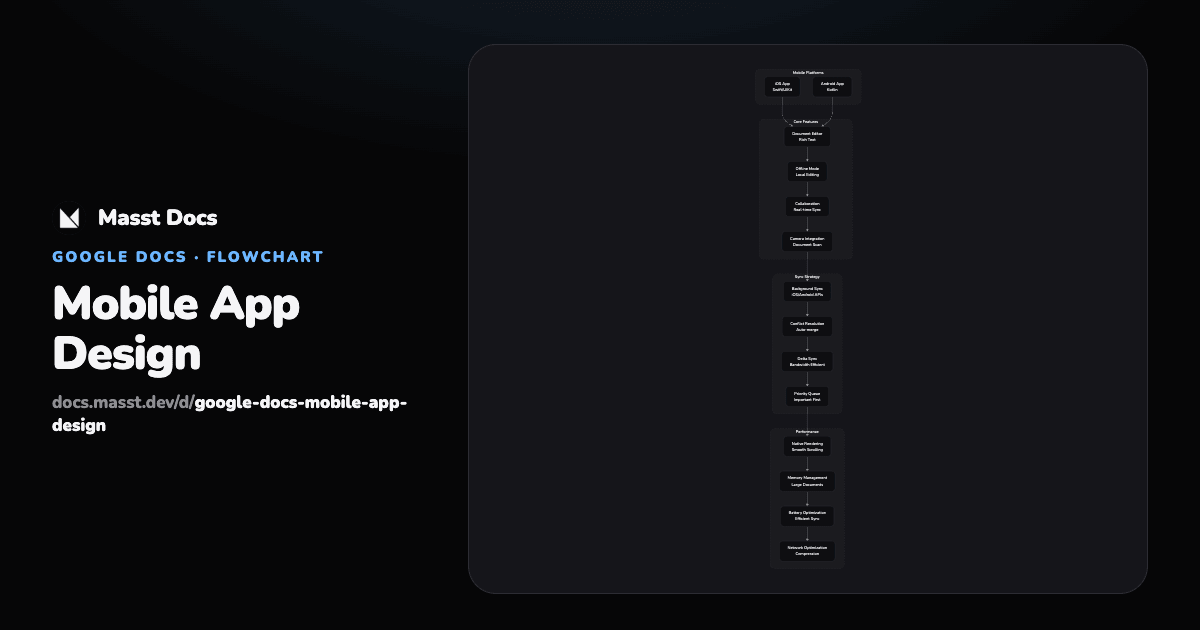 Masst Docs
GOOGLE DOCS · FLOWCHART
Mobile App
Design
docs.masst.dev/d/google-docs-mobile-app-
design
Mobile Platforms
iOS App
Swift/UIKit
Android App
Kotlin
Core Features
Document Editor
Rich Text
Offline Mode
Local Editing
Collaboration
Real-time Sync
Camera Integration
Document Scan
Sync Strategy
Background Sync
iOS/Android APIs
Conflict Resolution
Auto-merge
Delta Sync
Bandwidth Efficient
Priority Queue
Important First
Performance
Native Rendering
Smooth Scrolling
Memory Management
Large Documents
Battery Optimization
Efficient Sync
Network Optimization
Compression